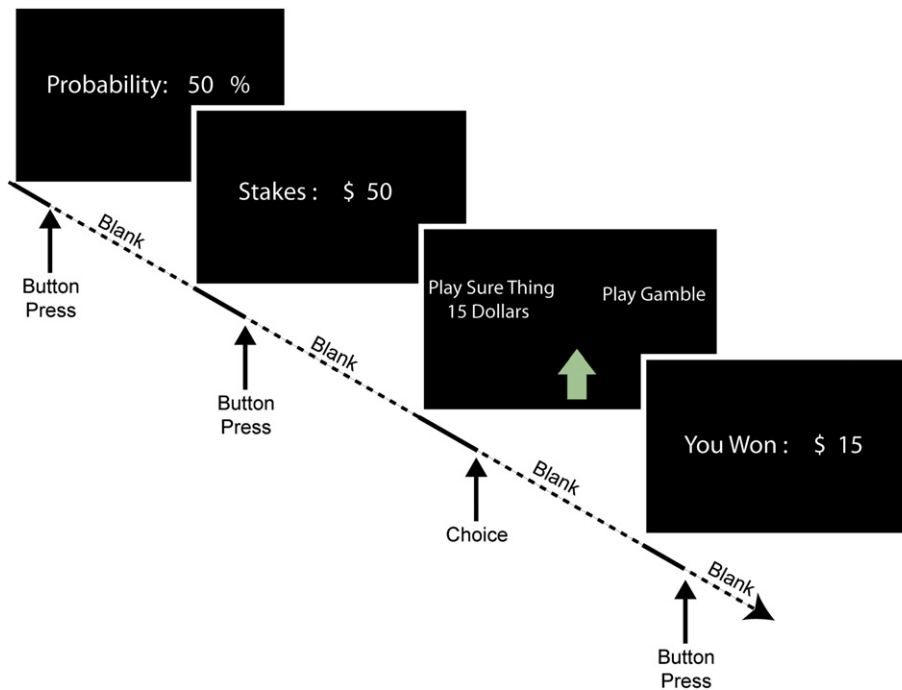 Probability: 50 %
Stakes : $ 50
Play Sure Thing
15 Dollars
Play Gamble
You Won : $ 15
Blank
Button
Press
Blank
Button
Press
Blank
Choice
Blank
Button
Press